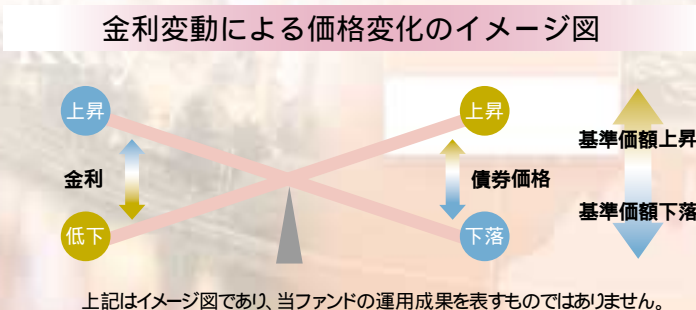 金利変動による価格変化のイメージ図
上昇
上昇
基準価額上昇
金利
債券価格
基準価額下落
低下
下落
上記はイメージ図であり、当ファンドの運用成果を表すものではありません。